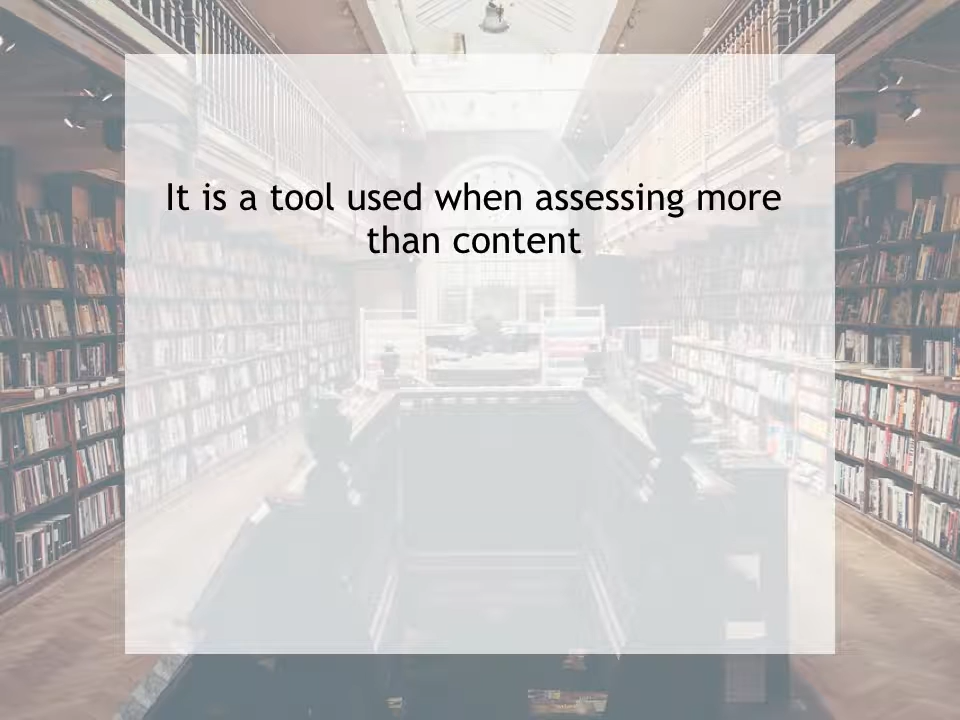 It is a tool used when assessing more
than content